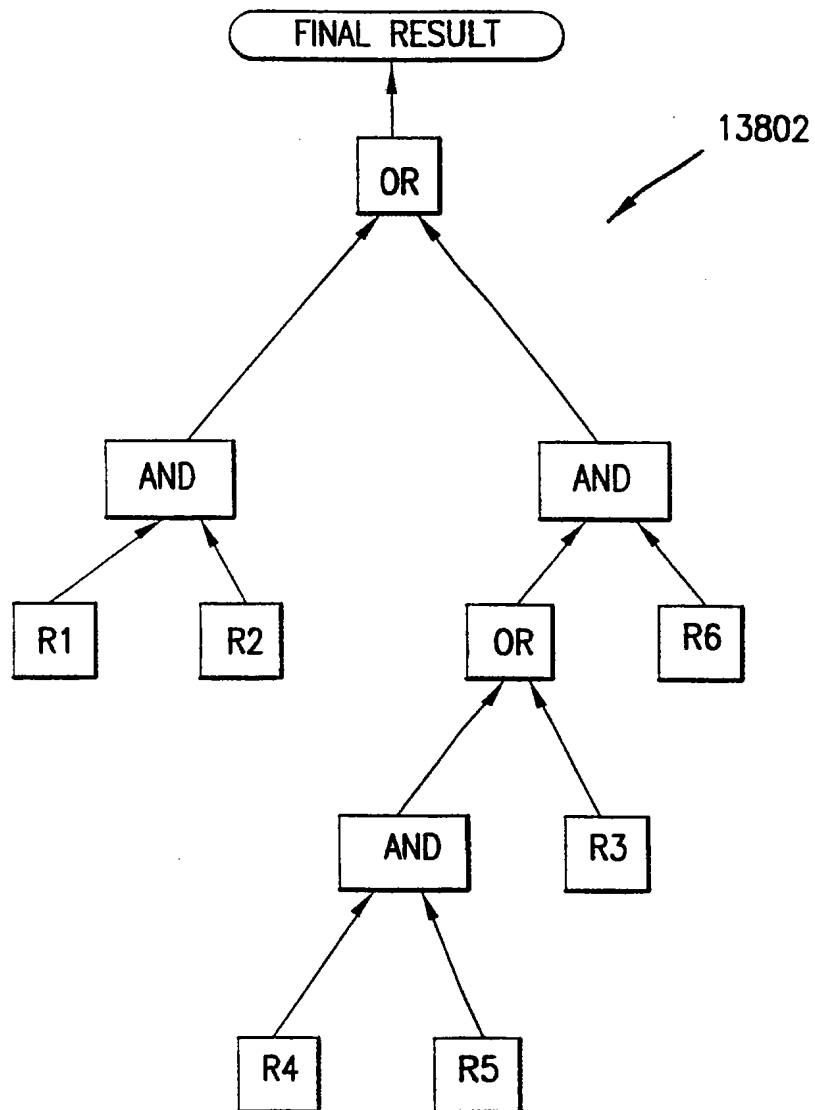 FINAL RESULT
13802
OR
AND
AND
R1
R2
OR
R6
AND
R3
R4
R5